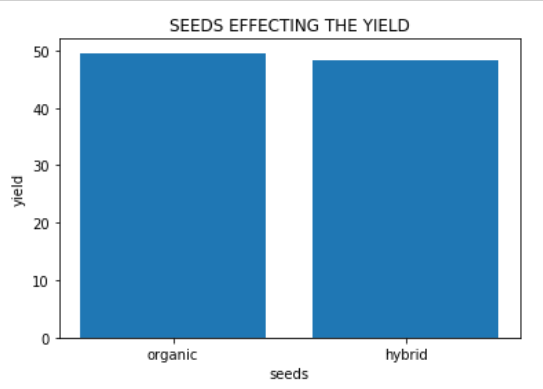 SEEDS EFFECTING THE YIELD
50
40
30
20
10
0
yield
organic hybrid
seeds